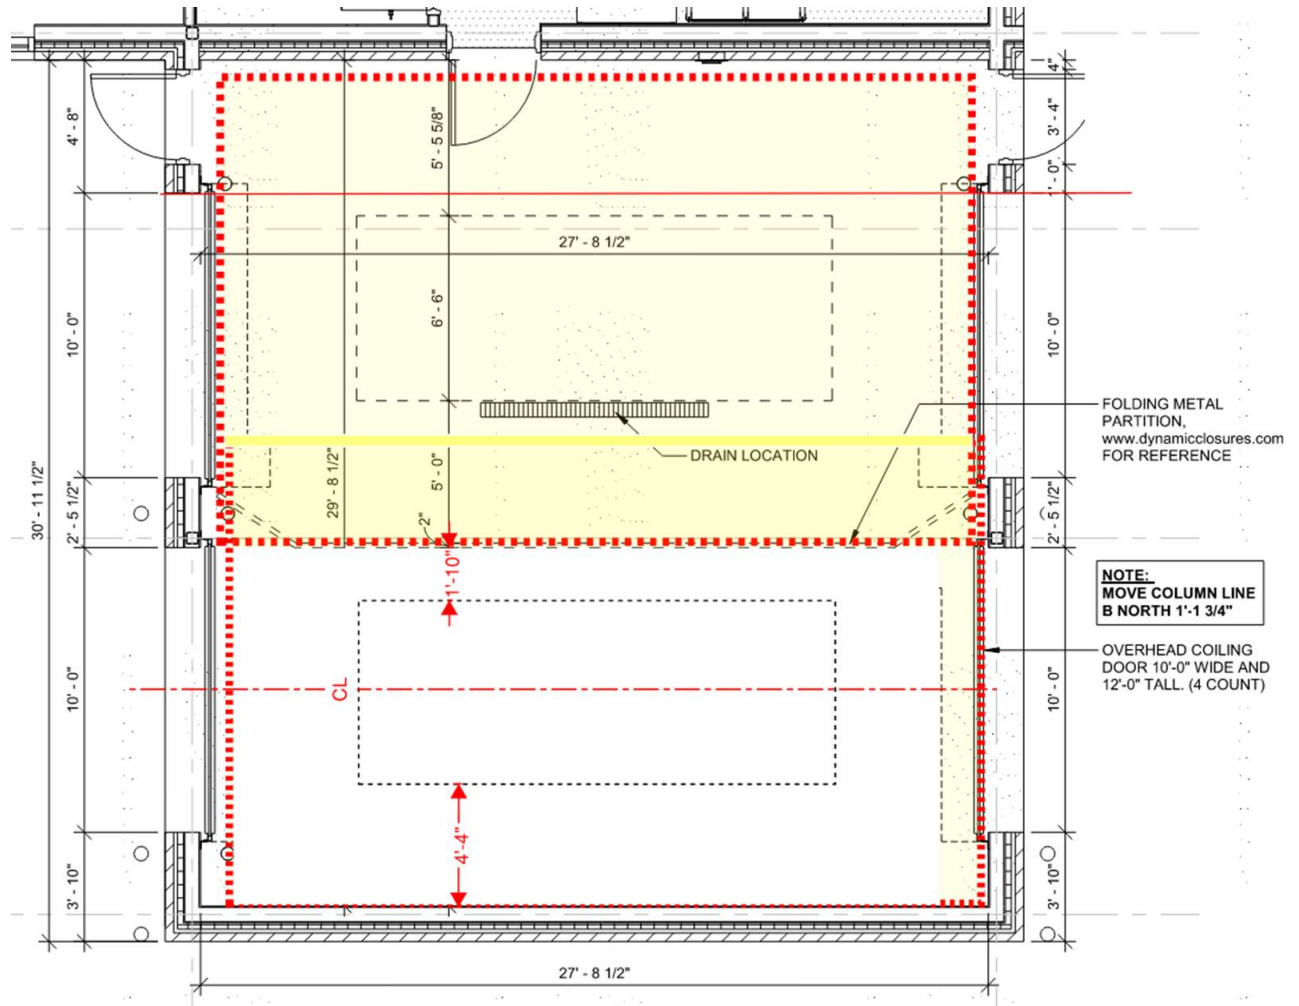 4"
4' - 8"
5' - 5 5/8"
3' - 4"
1' - 0"
27' - 8 1/2"
6' - 6"
10' - 0"
10' - 0"
FOLDING METAL
PARTITION,
www.dynamicclosures.com
FOR REFERENCE
DRAIN LOCATION
30' - 11 1/2"
29' - 8 1/2"
5' - 0"
2' - 5 1/2"
2' - 5 1/2"
2"
1'-10"
NOTE:
MOVE COLUMN LINE
B NORTH 1'-1 3/4"
OVERHEAD COILING
DOOR 10'-0" WIDE AND
12'-0" TALL. (4 COUNT)
10' - 0"
CL
10' - 0"
4'-4"
3' - 10"
3' - 10"
27' - 8 1/2"